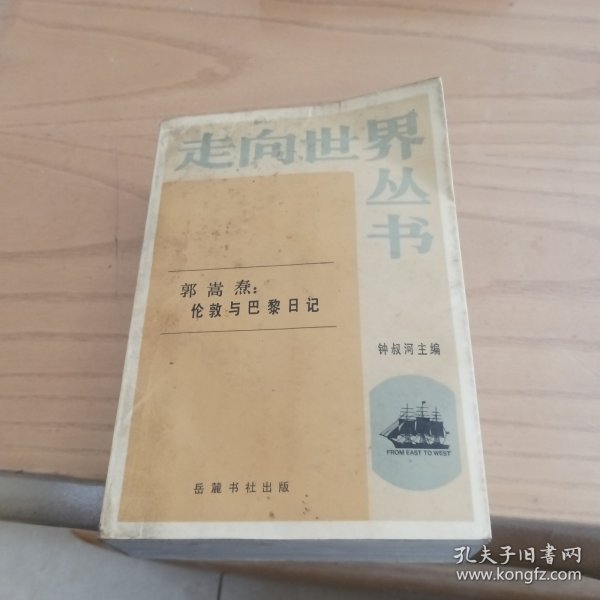 走向世界
丛书
郭嵩焘：
伦敦与巴黎日记
钟叔河主编
FROM EAST TO WEST
岳麓书社出版
孔夫子旧书网
www.kongfz.com